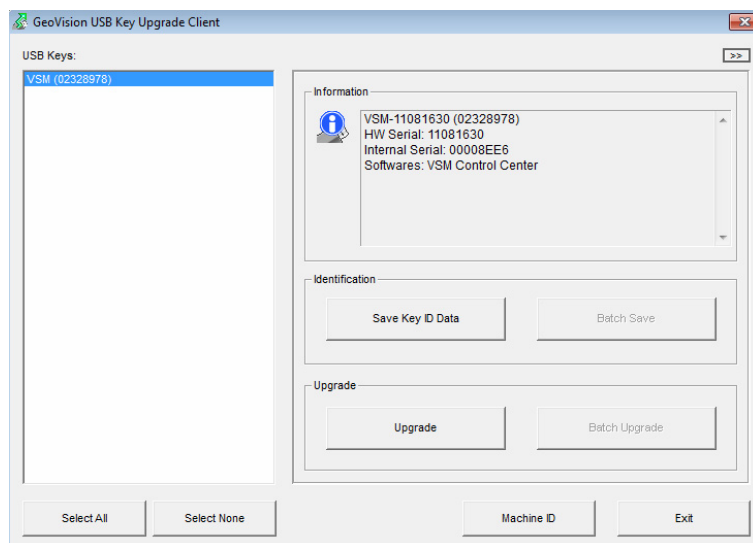 GeoVision USB Key Upgrade Client
USB Keys:
>>
VSM (02328978)
Information
VSM-11081630 (02328978)
HW Serial: 11081630
Internal Serial: 00008EE6
Softwares: VSM Control Center
Identification
Save Key ID Data
Batch Save
Upgrade
Upgrade
Batch Upgrade
Select All
Select None
Machine ID
Exit